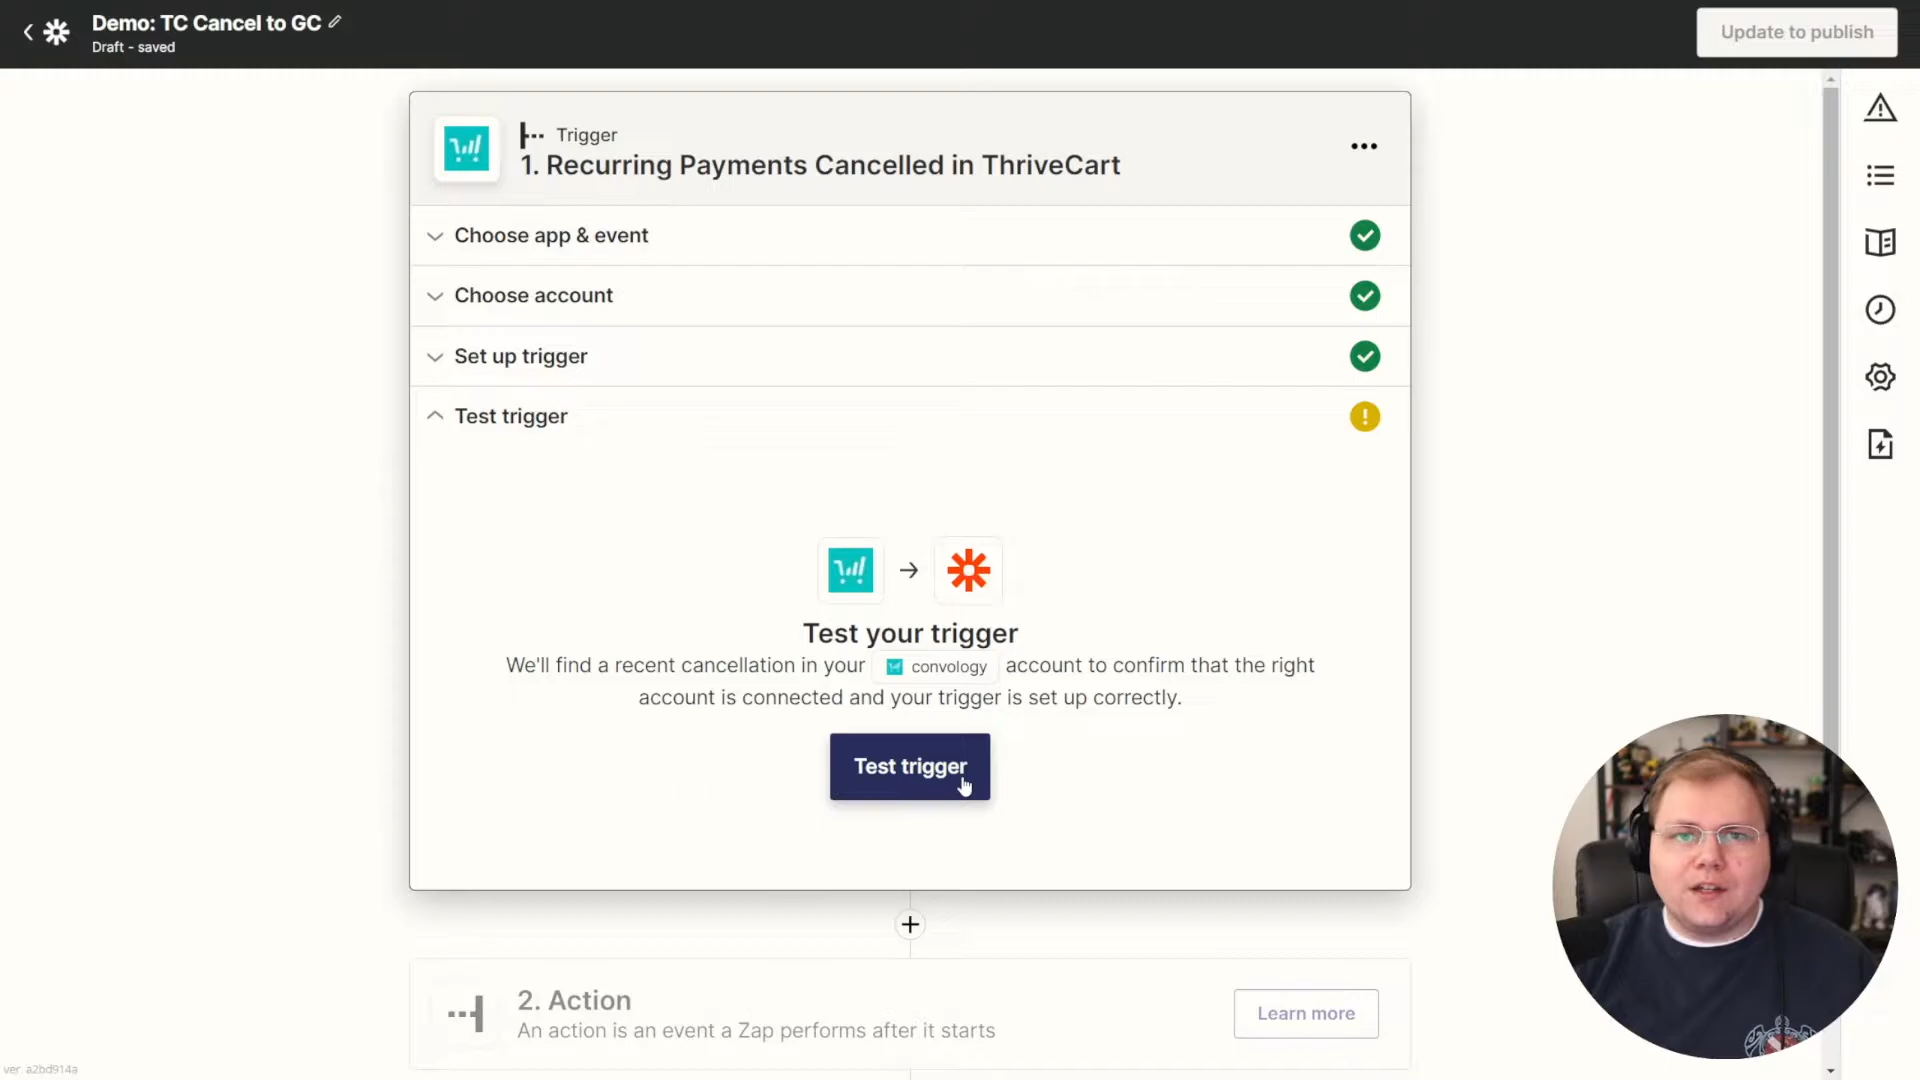 Demo: TC Cancel to GC
Draft - saved
Update to publish
Trigger
1. Recurring Payments Cancelled in ThriveCart
Choose app & event
Choose account
Set up trigger
Test trigger
Test your trigger
We'll find a recent cancellation in your convology account to confirm that the right
account is connected and your trigger is set up correctly.
Test trigger
2. Action
An action is an event a Zap performs after it starts
Learn more
ver. a2bd914a